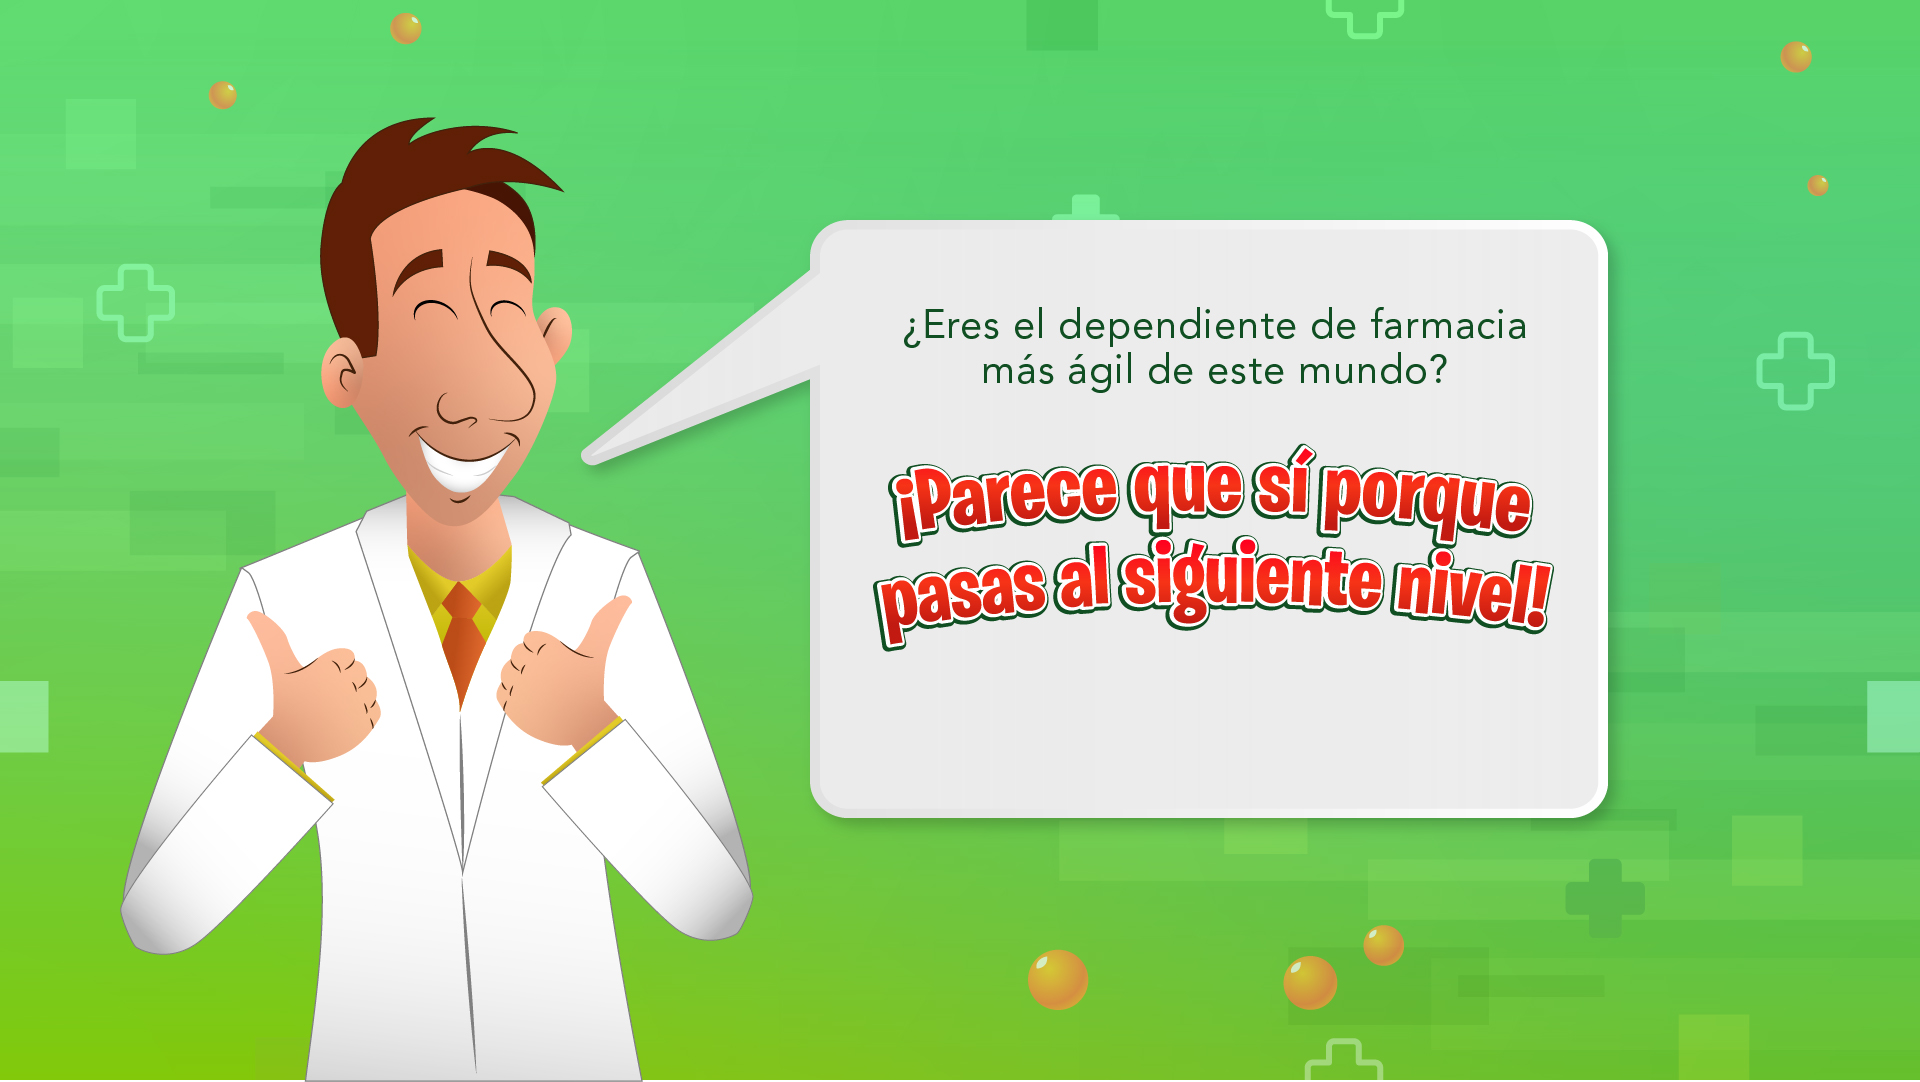 ¿Eres el dependiente de farmacia
más ágil de este mundo?
¡Parece que sí porque
pasas al siguiente nivel!